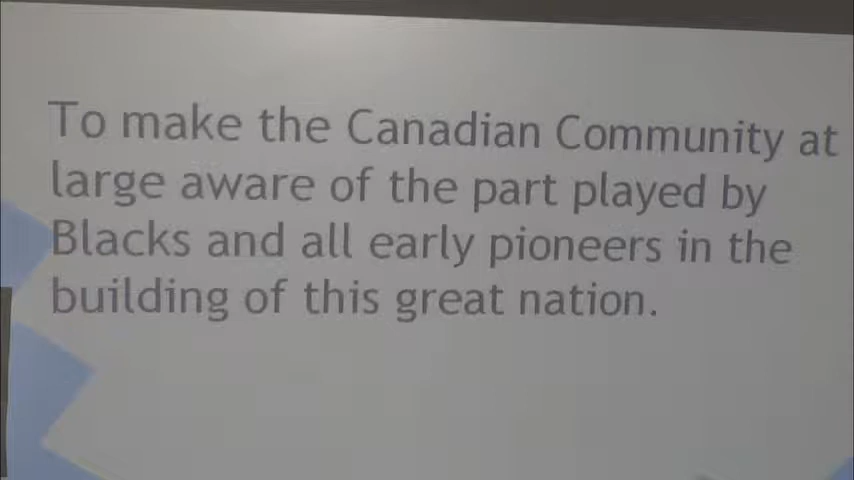 To make the Canadian Community at
large aware of the part played by
Blacks and all early pioneers in the
building of this great nation.